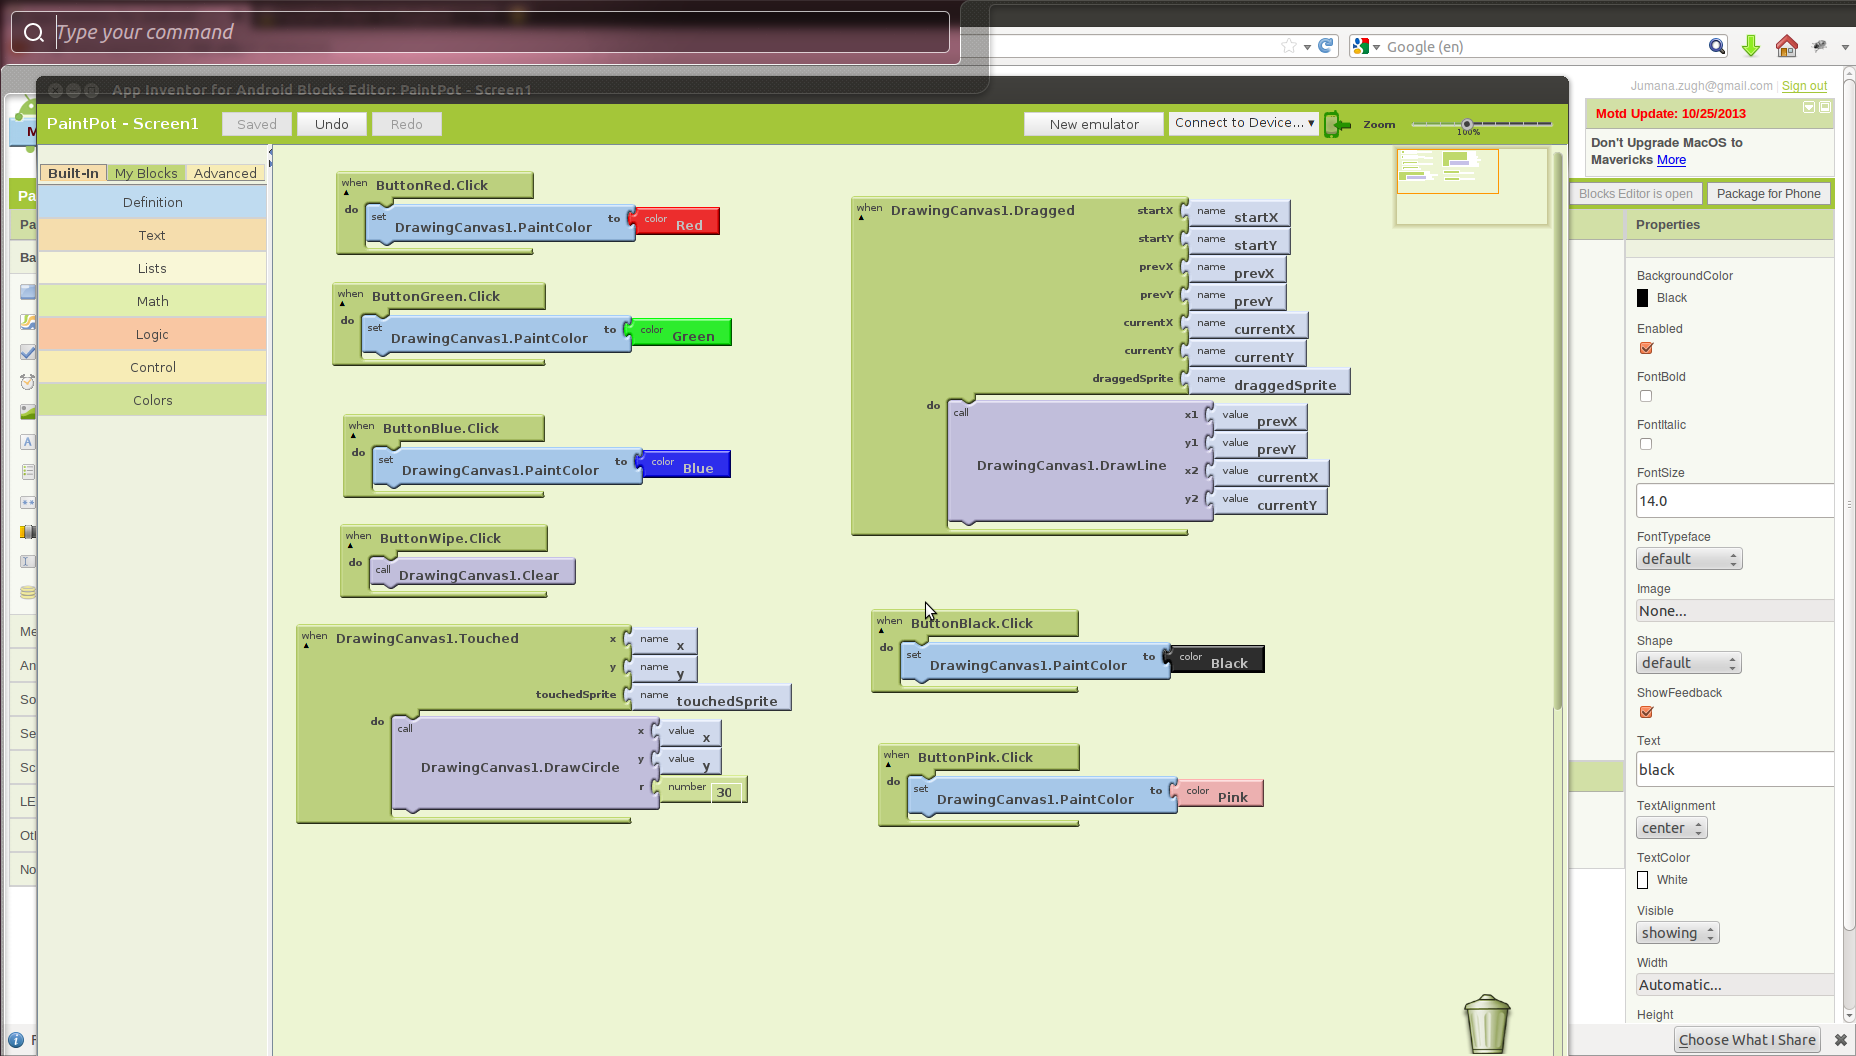 Type your command
Google (en)
App Inventor for Android Blocks Editor: PaintPot - Screen1
Jumana.zugh@gmail.com | Sign out
PaintPot - Screen1
Saved
Undo
Redo
New emulator
Connect to Device...
Zoom
100%
Motd Update: 10/25/2013
Don't Upgrade MacOS to
Mavericks More
Blocks Editor is open
Package for Phone
Built-In
My Blocks
Advanced
Definition
Text
Lists
Math
Logic
Control
Colors
when ButtonRed.Click
do set DrawingCanvas1.PaintColor to color Red
when ButtonGreen.Click
do set DrawingCanvas1.PaintColor to color Green
when ButtonBlue.Click
do set DrawingCanvas1.PaintColor to color Blue
when ButtonWipe.Click
do call DrawingCanvas1.Clear
when DrawingCanvas1.Touched x name x
y name y
touchedSprite name touchedSprite
do call DrawingCanvas1.DrawCircle x value x
y value y
r number 30
when DrawingCanvas1.Dragged startX name startX
startY name startY
prevX name prevX
prevY name prevY
currentX name currentX
currentY name currentY
draggedSprite name draggedSprite
do call DrawingCanvas1.DrawLine x1 value prevX
y1 value prevY
x2 value currentX
y2 value currentY
when ButtonBlack.Click
do set DrawingCanvas1.PaintColor to color Black
when ButtonPink.Click
do set DrawingCanvas1.PaintColor to color Pink
M
Pa
Pa
Ba
Me
An
So
Se
Sc
LE
Ot
No
Properties
BackgroundColor
Black
Enabled
FontBold
FontItalic
FontSize
14.0
FontTypeface
default
Image
None...
Shape
default
ShowFeedback
Text
black
TextAlignment
center
TextColor
White
Visible
showing
Width
Automatic...
Height
F
Choose What I Share